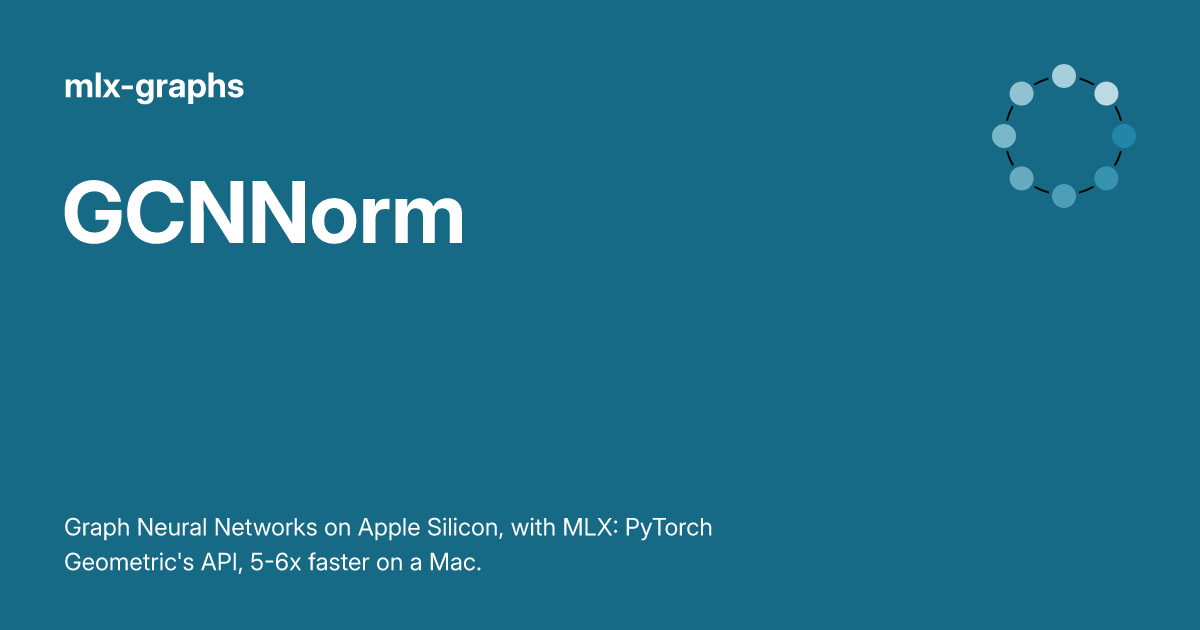 mlx-graphs
GCNNorm
Graph Neural Networks on Apple Silicon, with MLX: PyTorch
Geometric's API, 5-6x faster on a Mac.